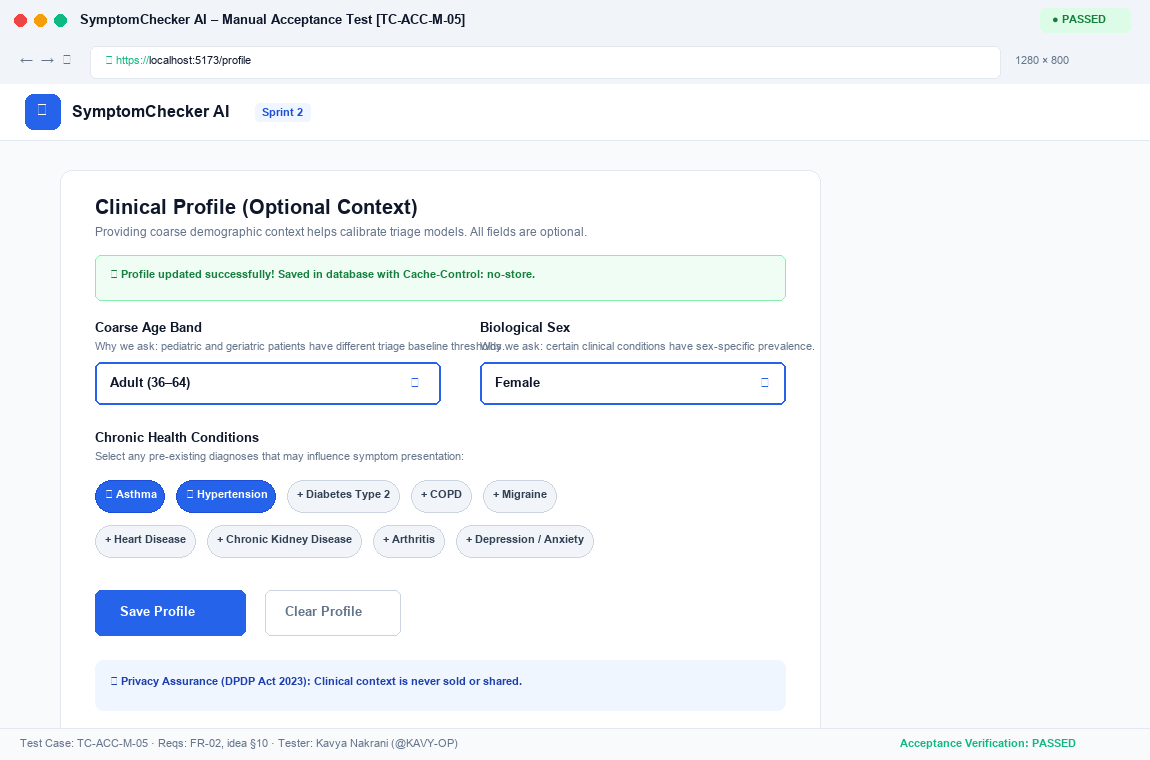 SymptomChecker AI – Manual Acceptance Test [TC-ACC-M-05]
● PASSED
← →
https://localhost:5173/profile
1280 × 800
SymptomChecker AI
Sprint 2
Clinical Profile (Optional Context)
Providing coarse demographic context helps calibrate triage models. All fields are optional.
Profile updated successfully! Saved in database with Cache-Control: no-store.
Coarse Age Band
Biological Sex
Why we ask: pediatric and geriatric patients have different triage baseline thresholds.
Why we ask: certain clinical conditions have sex-specific prevalence.
Adult (36–64)
Female
Chronic Health Conditions
Select any pre-existing diagnoses that may influence symptom presentation:
Asthma
Hypertension
+ Diabetes Type 2
+ COPD
+ Migraine
+ Heart Disease
+ Chronic Kidney Disease
+ Arthritis
+ Depression / Anxiety
Save Profile
Clear Profile
Privacy Assurance (DPDP Act 2023): Clinical context is never sold or shared.
Test Case: TC-ACC-M-05 · Reqs: FR-02, idea §10 · Tester: Kavya Nakrani (@KAVY-OP)
Acceptance Verification: PASSED